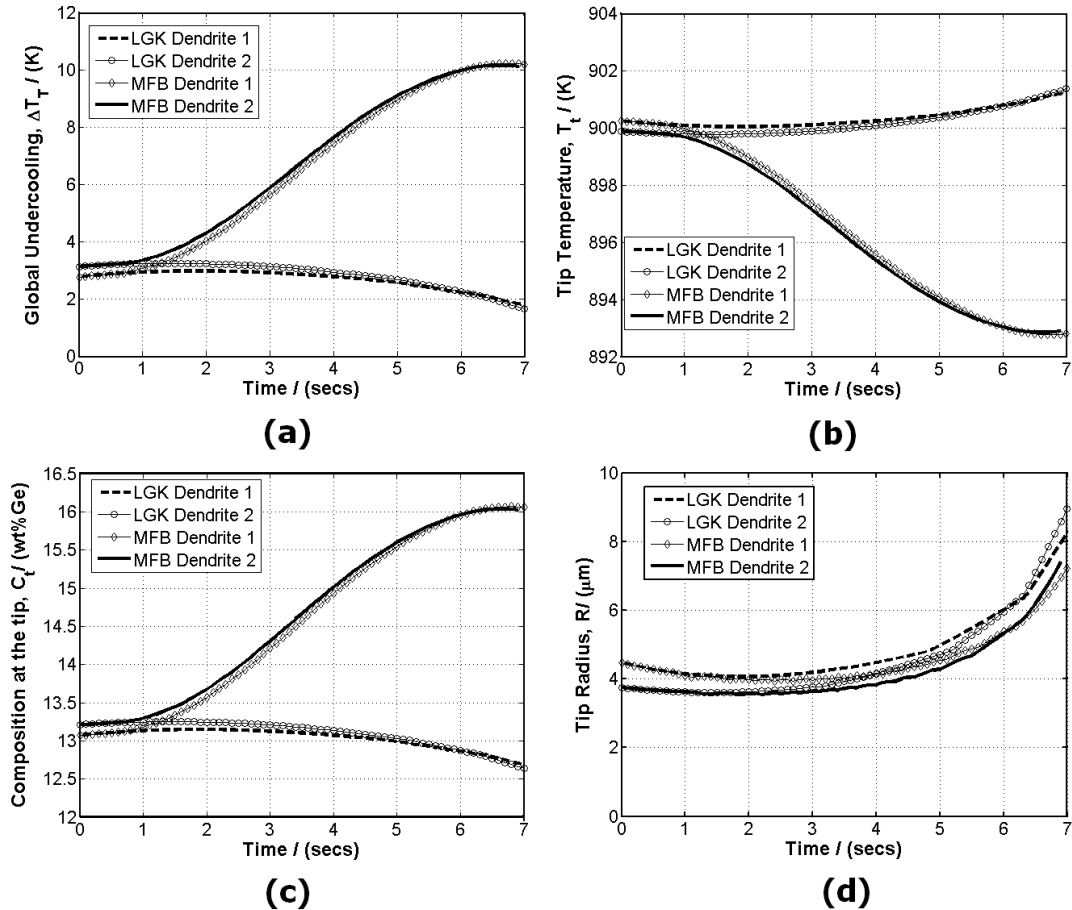 12
10
8
6
4
2
0
Global Undercooling, ΔT_T / (K)
LGK Dendrite 1
LGK Dendrite 2
MFB Dendrite 1
MFB Dendrite 2
0 1 2 3 4 5 6 7
Time / (secs)
(a)
904
902
900
898
896
894
892
Tip Temperature, T_t / (K)
LGK Dendrite 1
LGK Dendrite 2
MFB Dendrite 1
MFB Dendrite 2
0 1 2 3 4 5 6 7
Time / (secs)
(b)
16.5
16
15.5
15
14.5
14
13.5
13
12.5
12
Composition at the tip, C_t/ (wt%Ge)
LGK Dendrite 1
LGK Dendrite 2
MFB Dendrite 1
MFB Dendrite 2
0 1 2 3 4 5 6 7
Time / (secs)
(c)
10
8
6
4
2
0
Tip Radius, R/ (μm)
LGK Dendrite 1
LGK Dendrite 2
MFB Dendrite 1
MFB Dendrite 2
0 1 2 3 4 5 6 7
Time / (secs)
(d)